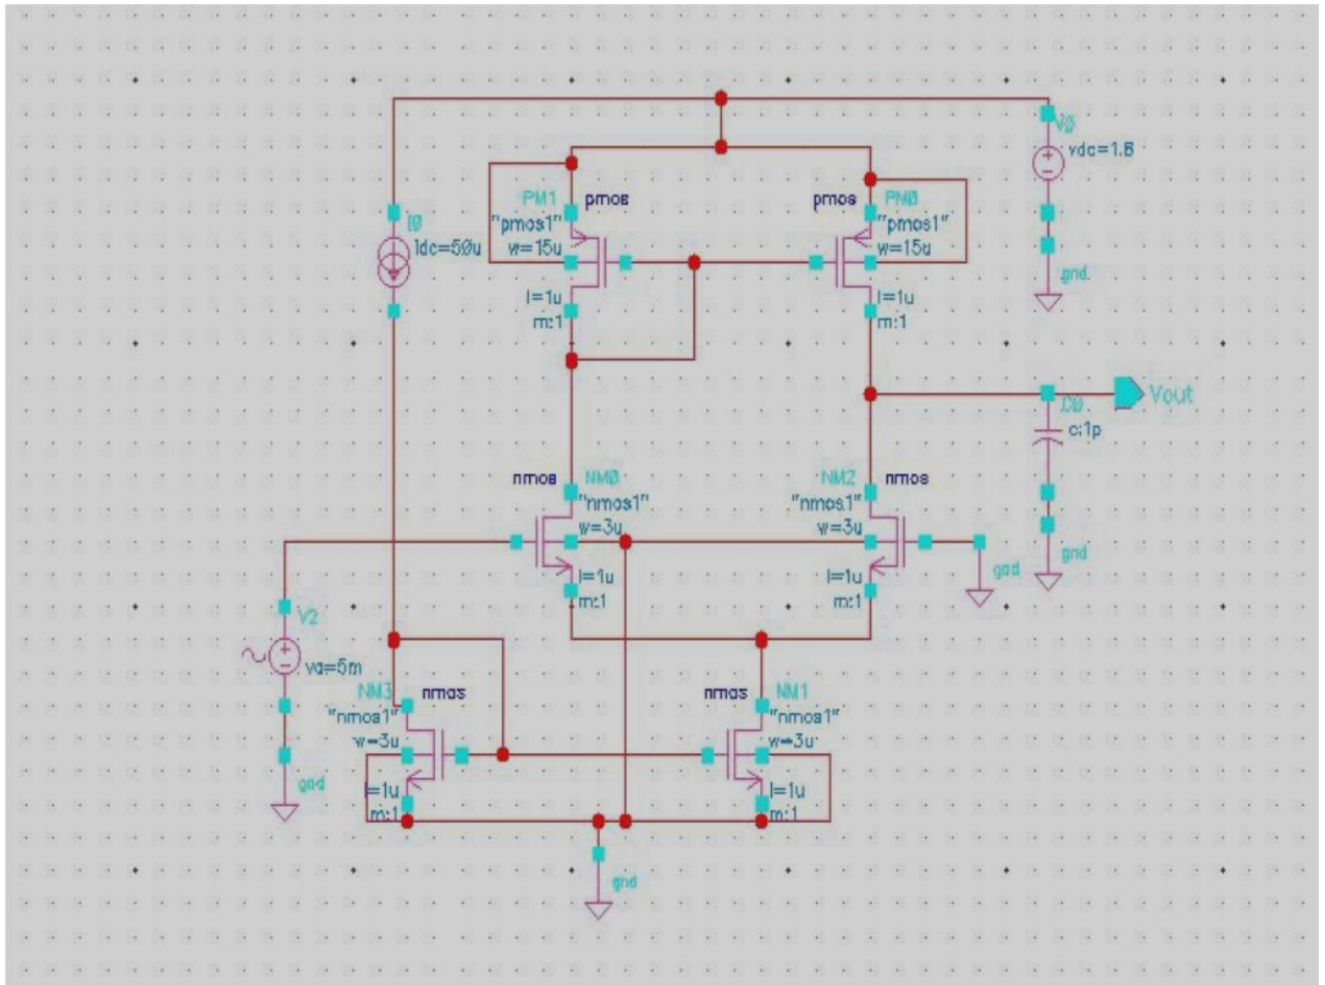 V0
vdc=1.8
PM1
pmos
pmos
PM0
"pmos1"
"pmos1"
I0
Idc=50u
w=15u
w=15u
gnd
l=1u
m:1
l=1u
m:1
Vout
C0
c:1p
nmos
NM0
NM2
nmos
"nmos1"
"nmos1"
w=3u
w=3u
gnd
l=1u
m:1
l=1u
m:1
gnd
V2
va=5m
NM3
nmos
nmos
NM1
"nmos1"
"nmos1"
w=3u
w=3u
gnd
l=1u
m:1
l=1u
m:1
gnd